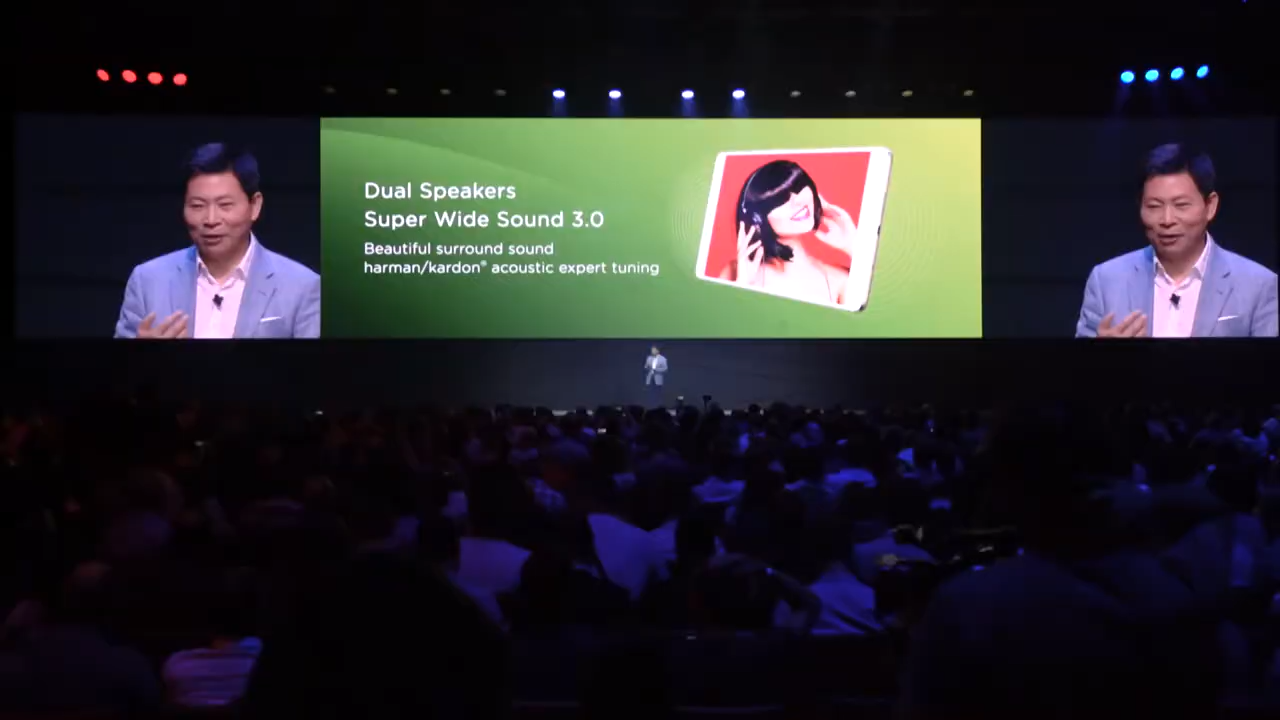 Dual Speakers
Super Wide Sound 3.0
Beautiful surround sound
harman/kardon® acoustic expert tuning